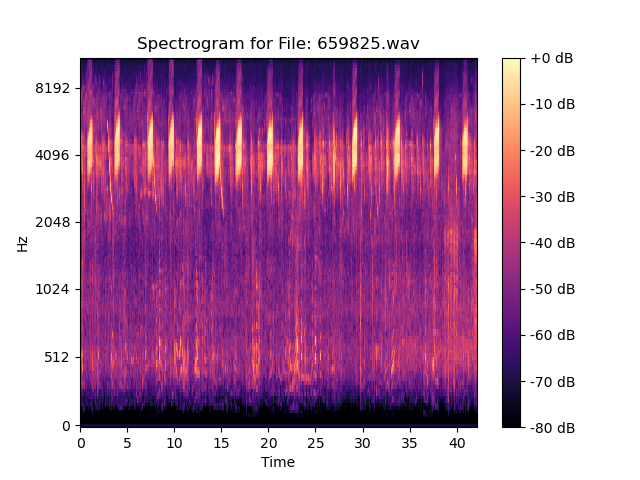 Spectrogram for File: 659825.wav
8192
4096
2048
1024
512
0
Hz
0 5 10 15 20 25 30 35 40
Time
+0 dB
-10 dB
-20 dB
-30 dB
-40 dB
-50 dB
-60 dB
-70 dB
-80 dB